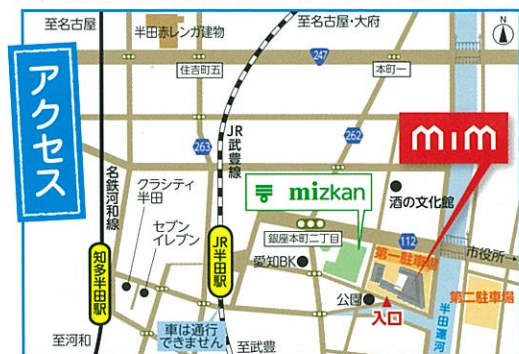 アクセス
至名古屋
半田赤レンガ建物
至名古屋・大府
N
247
住吉町五
本町一
263
262
JR武豊線
mim
名鉄河和線
クラシティ
半田
セブン
イレブン
mizkan
酒の文化館
銀座本町二丁目
112
第一駐車場
市役所→
知多半田駅
JR半田駅
愛知BK
公園
入口
第二駐車場
半田運河
車は通行
できません
至河和
至武豊